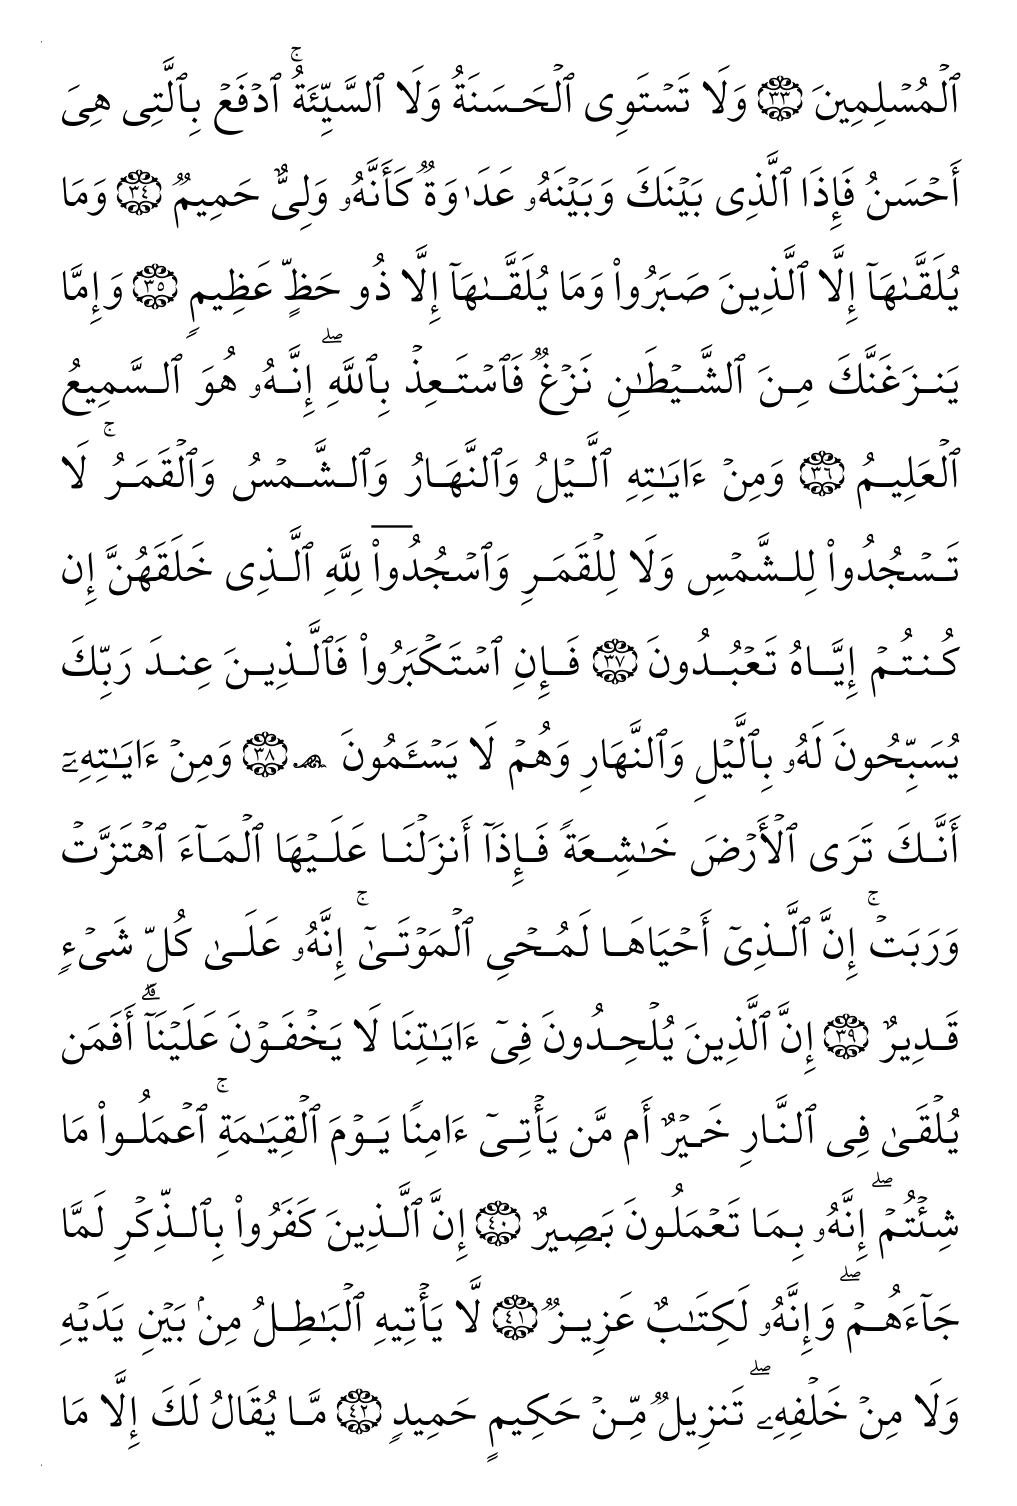 ٱلۡمُسۡلِمِينَ ٣٣ وَلَا تَسۡتَوِى ٱلۡحَسَنَةُ وَلَا ٱلسَّيِّئَةُۚ ٱدۡفَعۡ بِٱلَّتِى هِىَ
أَحۡسَنُ فَإِذَا ٱلَّذِى بَيۡنَكَ وَبَيۡنَهُۥ عَدَٰوَةٌ كَأَنَّهُۥ وَلِىٌّ حَمِيمٌ ٣٤ وَمَا
يُلَقَّىٰهَآ إِلَّا ٱلَّذِينَ صَبَرُواْ وَمَا يُلَقَّىٰهَآ إِلَّا ذُو حَظٍّ عَظِيمٍ ٣٥ وَإِمَّا
يَنزَغَنَّكَ مِنَ ٱلشَّيۡطَٰنِ نَزۡغٌ فَٱسۡتَعِذۡ بِٱللَّهِۖ إِنَّهُۥ هُوَ ٱلسَّمِيعُ
ٱلۡعَلِيمُ ٣٦ وَمِنۡ ءَايَٰتِهِ ٱلَّيۡلُ وَٱلنَّهَارُ وَٱلشَّمۡسُ وَٱلۡقَمَرُۚ لَا
تَسۡجُدُواْ لِلشَّمۡسِ وَلَا لِلۡقَمَرِ وَٱسۡجُدُواْ لِلَّهِ ٱلَّذِى خَلَقَهُنَّ إِن
كُنتُمۡ إِيَّاهُ تَعۡبُدُونَ ٣٧ فَإِنِ ٱسۡتَكۡبَرُواْ فَٱلَّذِينَ عِندَ رَبِّكَ
يُسَبِّحُونَ لَهُۥ بِٱلَّيۡلِ وَٱلنَّهَارِ وَهُمۡ لَا يَسۡـَٔمُونَ ۩ ٣٨ وَمِنۡ ءَايَٰتِهِۦٓ
أَنَّكَ تَرَى ٱلۡأَرۡضَ خَٰشِعَةً فَإِذَآ أَنزَلۡنَا عَلَيۡهَا ٱلۡمَآءَ ٱهۡتَزَّتۡ
وَرَبَتۡۚ إِنَّ ٱلَّذِىٓ أَحۡيَاهَا لَمُحۡىِ ٱلۡمَوۡتَىٰٓۚ إِنَّهُۥ عَلَىٰ كُلِّ شَىۡءٍ
قَدِيرٌ ٣٩ إِنَّ ٱلَّذِينَ يُلۡحِدُونَ فِىٓ ءَايَٰتِنَا لَا يَخۡفَوۡنَ عَلَيۡنَآۗ أَفَمَن
يُلۡقَىٰ فِى ٱلنَّارِ خَيۡرٌ أَم مَّن يَأۡتِىٓ ءَامِنًا يَوۡمَ ٱلۡقِيَٰمَةِۚ ٱعۡمَلُواْ مَا
شِئۡتُمۡۖ إِنَّهُۥ بِمَا تَعۡمَلُونَ بَصِيرٌ ٤٠ إِنَّ ٱلَّذِينَ كَفَرُواْ بِٱلذِّكۡرِ لَمَّا
جَآءَهُمۡۖ وَإِنَّهُۥ لَكِتَٰبٌ عَزِيزٌ ٤١ لَّا يَأۡتِيهِ ٱلۡبَٰطِلُ مِنۢ بَيۡنِ يَدَيۡهِ
وَلَا مِنۡ خَلۡفِهِۦۖ تَنزِيلٌ مِّنۡ حَكِيمٍ حَمِيدٍ ٤٢ مَّا يُقَالُ لَكَ إِلَّا مَا